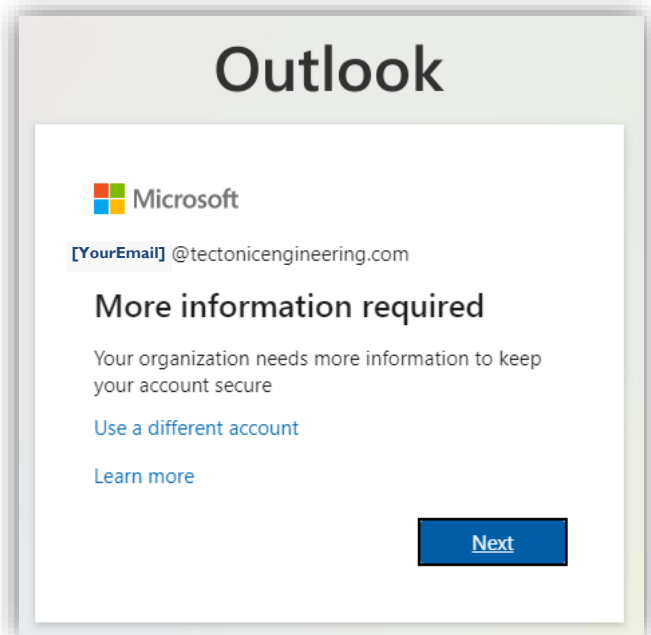 Outlook
Microsoft
[YourEmail] @tectonicengineering.com
More information required
Your organization needs more information to keep
your account secure
Use a different account
Learn more
Next